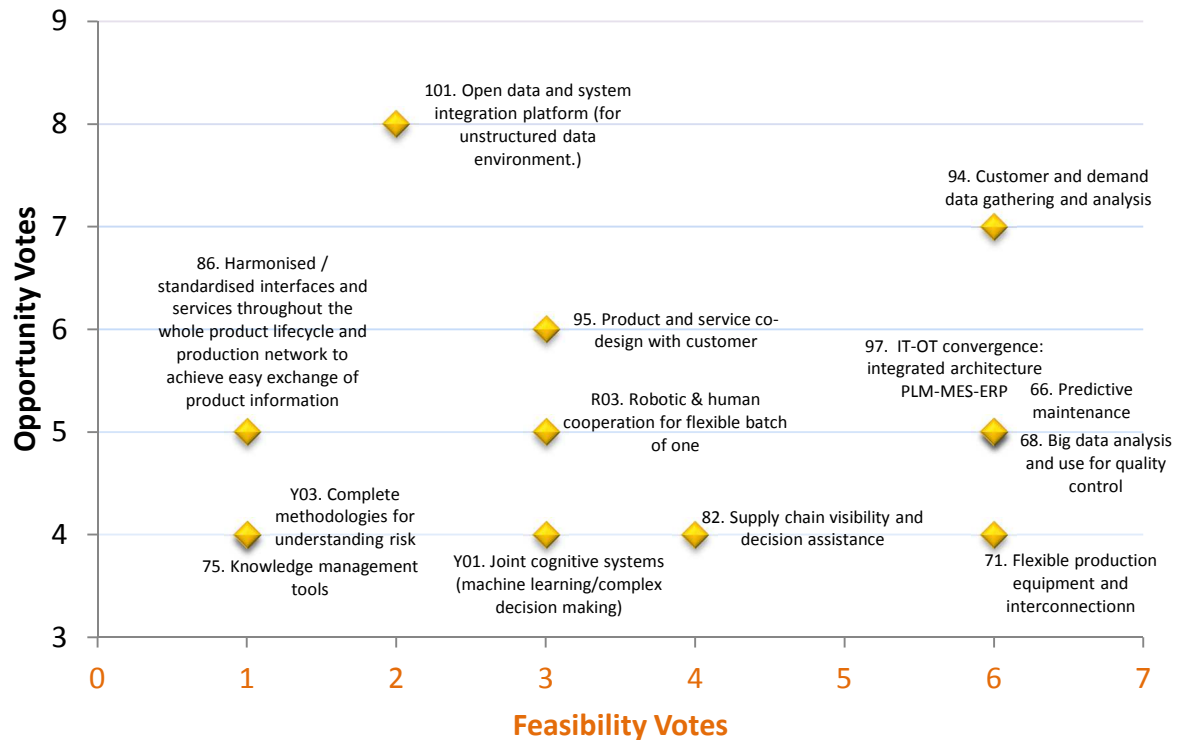 9
8
7
6
5
4
3
Opportunity Votes
101. Open data and system
integration platform (for
unstructured data
environment.)
94. Customer and demand
data gathering and analysis
86. Harmonised /
standardised interfaces and
services throughout the
whole product lifecycle and
production network to
achieve easy exchange of
product information
95. Product and service co-
design with customer
97.  IT-OT convergence:
integrated architecture
PLM-MES-ERP
66. Predictive
maintenance
R03. Robotic & human
cooperation for flexible batch
of one
68. Big data analysis
and use for quality
control
Y03. Complete
methodologies for
understanding risk
75. Knowledge management
tools
Y01. Joint cognitive systems
(machine learning/complex
decision making)
82. Supply chain visibility and
decision assistance
71. Flexible production
equipment and
interconnectionn
0 1 2 3 4 5 6 7
Feasibility Votes